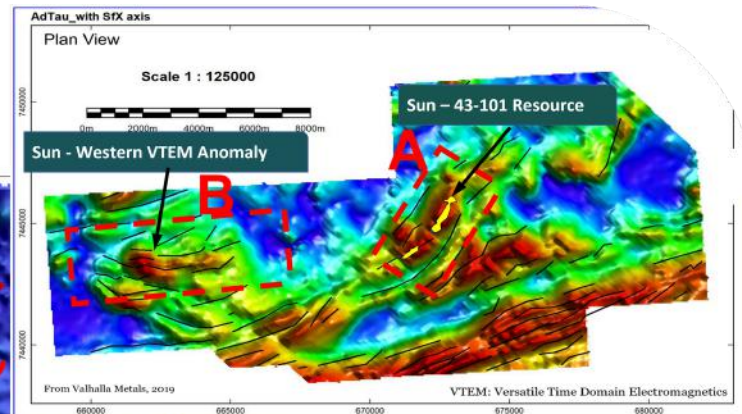 AdTau_with SfX axis
Plan View
Scale 1 : 125000
0m 2000m 4000m 6000m 8000m
Sun – 43-101 Resource
Sun - Western VTEM Anomaly
A
B
7450000
7445000
7440000
From Valhalla Metals, 2019
VTEM: Versatile Time Domain Electromagnetics
660000 665000 670000 675000 680000